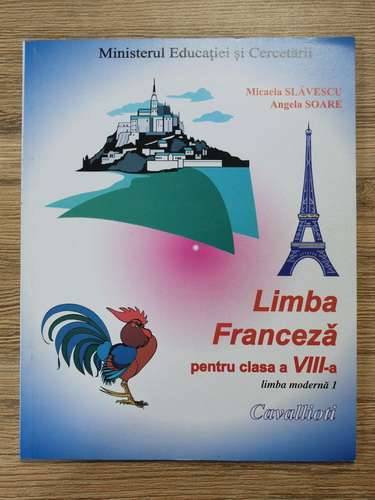 Ministerul Educației și Cercetării
Micaela SLĂVESCU
Angela SOARE
Limba
Franceză
pentru clasa a VIII-a
limba modernă 1
Cavallioti